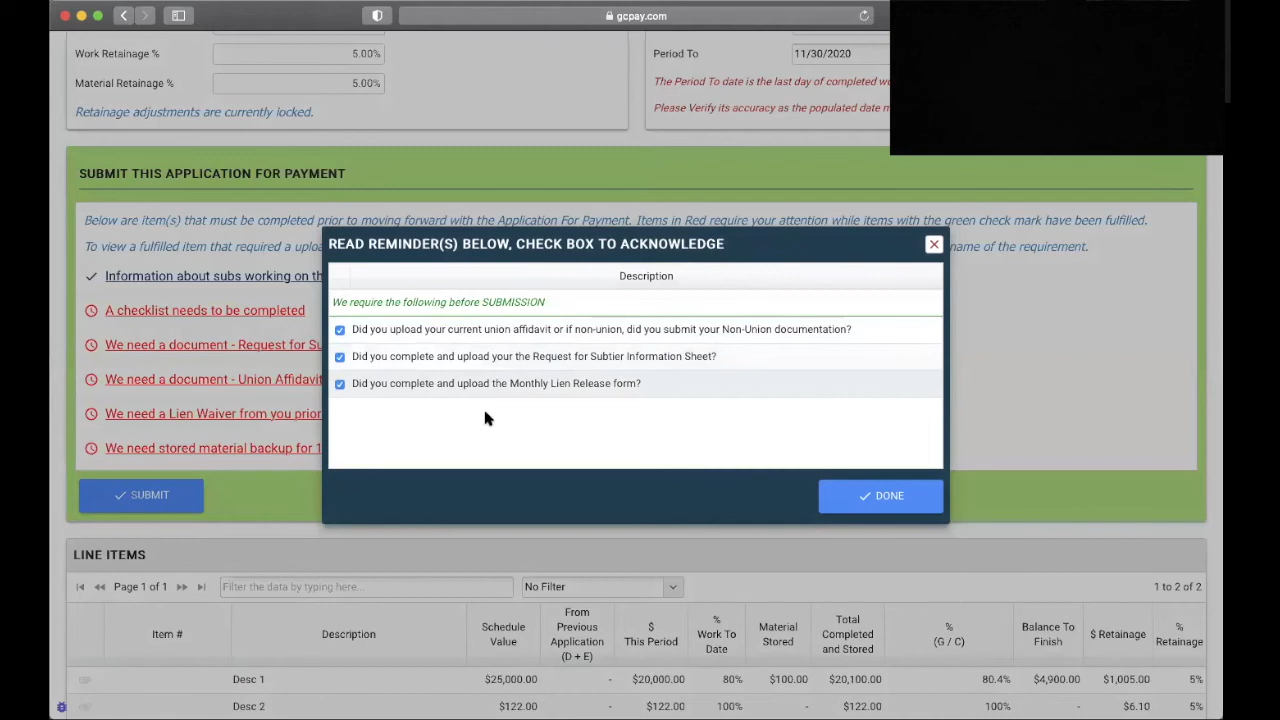 gcpay.com
Work Retainage %
5.00%
Period To
11/30/2020
Material Retainage %
5.00%
The Period To date is the last day of completed
Retainage adjustments are currently locked.
Please Verify its accuracy as the populated date
SUBMIT THIS APPLICATION FOR PAYMENT
Below are item(s) that must be completed prior to moving forward with the Application For Payment. Items in Red require your attention while items with the green check mark have been fulfilled.
To view a fulfilled item that required a
name of the requirement.
READ REMINDER(S) BELOW, CHECK BOX TO ACKNOWLEDGE
Description
We require the following before SUBMISSION
Did you upload your current union affidavit or if non-union, did you submit your Non-Union documentation?
Did you complete and upload your the Request for Subtier Information Sheet?
Did you complete and upload the Monthly Lien Release form?
DONE
Information about subs working on
A checklist needs to be completed
We need a document - Request for
We need a document - Union Affidavit
We need a Lien Waiver from you
We need stored material backup for 1
SUBMIT
LINE ITEMS
Page 1 of 1
Filter the data by typing here...
No Filter
1 to 2 of 2
Item #
Description
Schedule Value
From Previous Application (D + E)
$ This Period
% Work To Date
Material Stored
Total Completed and Stored
% (G / C)
Balance To Finish
$ Retainage
% Retainage
Desc 1 $25,000.00 - $20,000.00 80% $100.00 $20,100.00 80.4% $4,900.00 $1,005.00 5%
Desc 2 $122.00 - $122.00 100% - $122.00 100% - $6.10 5%